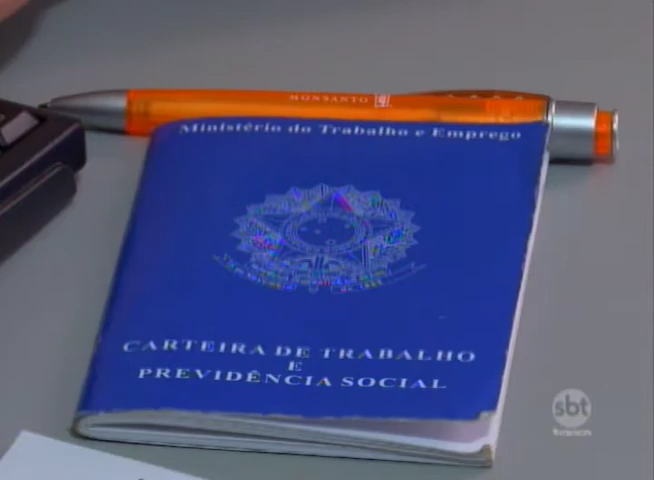 MONSANTO
Ministério do Trabalho e Emprego
CARTEIRA DE TRABALHO
E
PREVIDÊNCIA SOCIAL
sbt